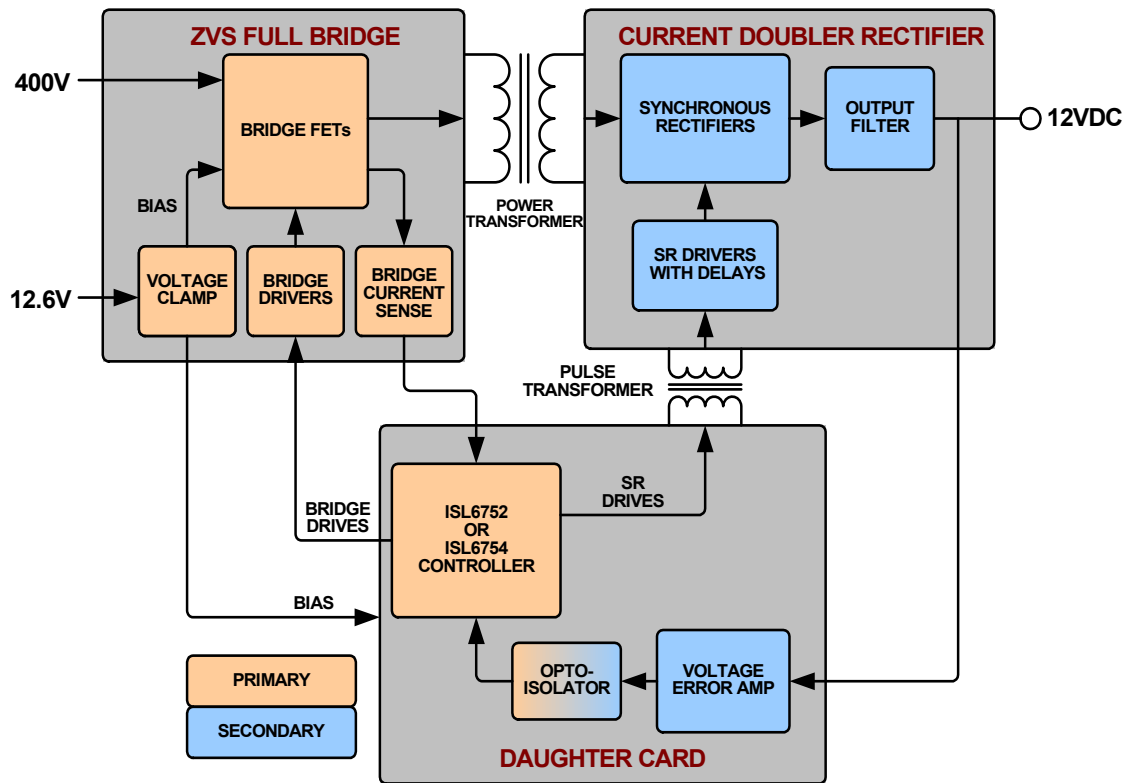 ZVS FULL BRIDGE
400V
BRIDGE FETs
BIAS
12.6V
VOLTAGE
CLAMP
BRIDGE
DRIVERS
BRIDGE
CURRENT
SENSE
POWER
TRANSFORMER
CURRENT DOUBLER RECTIFIER
SYNCHRONOUS
RECTIFIERS
OUTPUT
FILTER
12VDC
SR DRIVERS
WITH DELAYS
PULSE
TRANSFORMER
BRIDGE
DRIVES
ISL6752
OR
ISL6754
CONTROLLER
SR
DRIVES
BIAS
OPTO-
ISOLATOR
VOLTAGE
ERROR AMP
DAUGHTER CARD
PRIMARY
SECONDARY